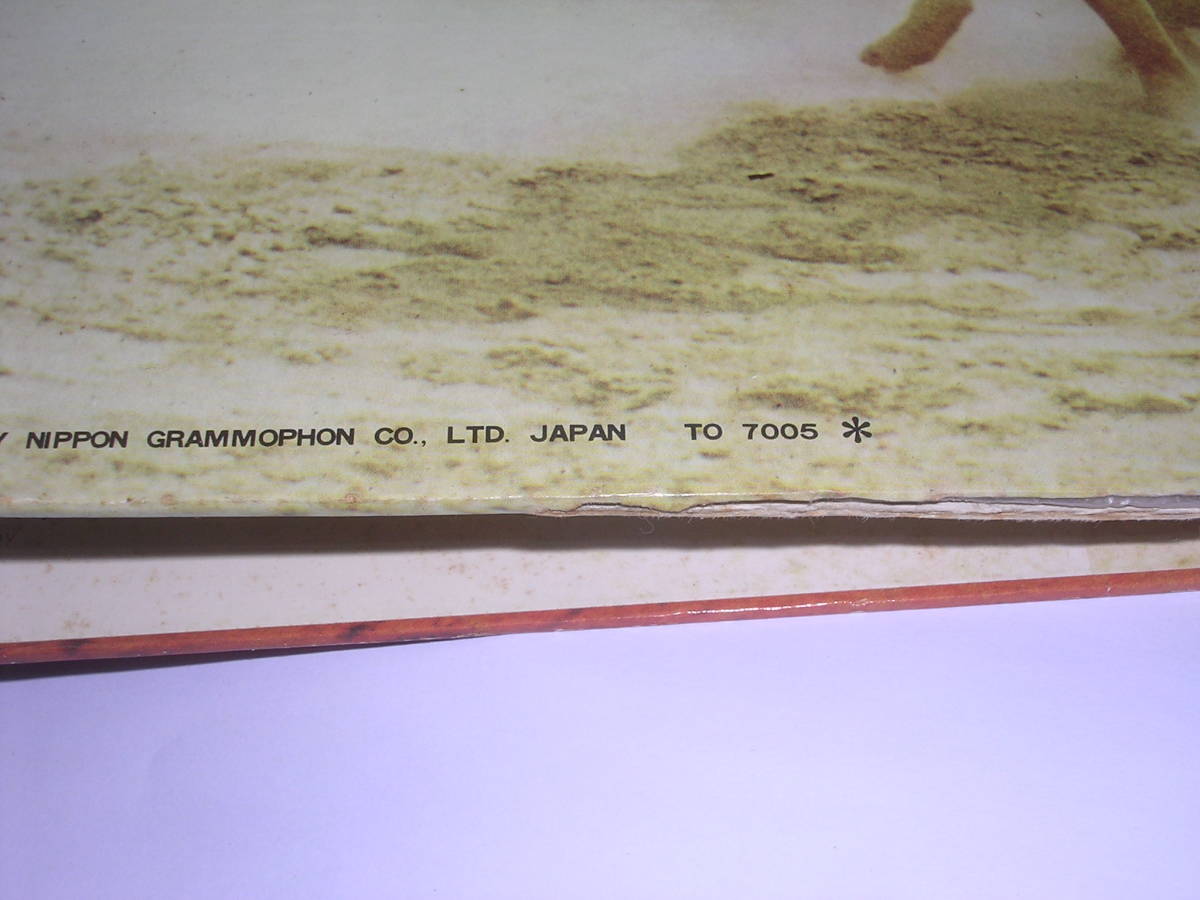 Y NIPPON GRAMMOPHON CO., LTD. JAPAN TO 7005 *